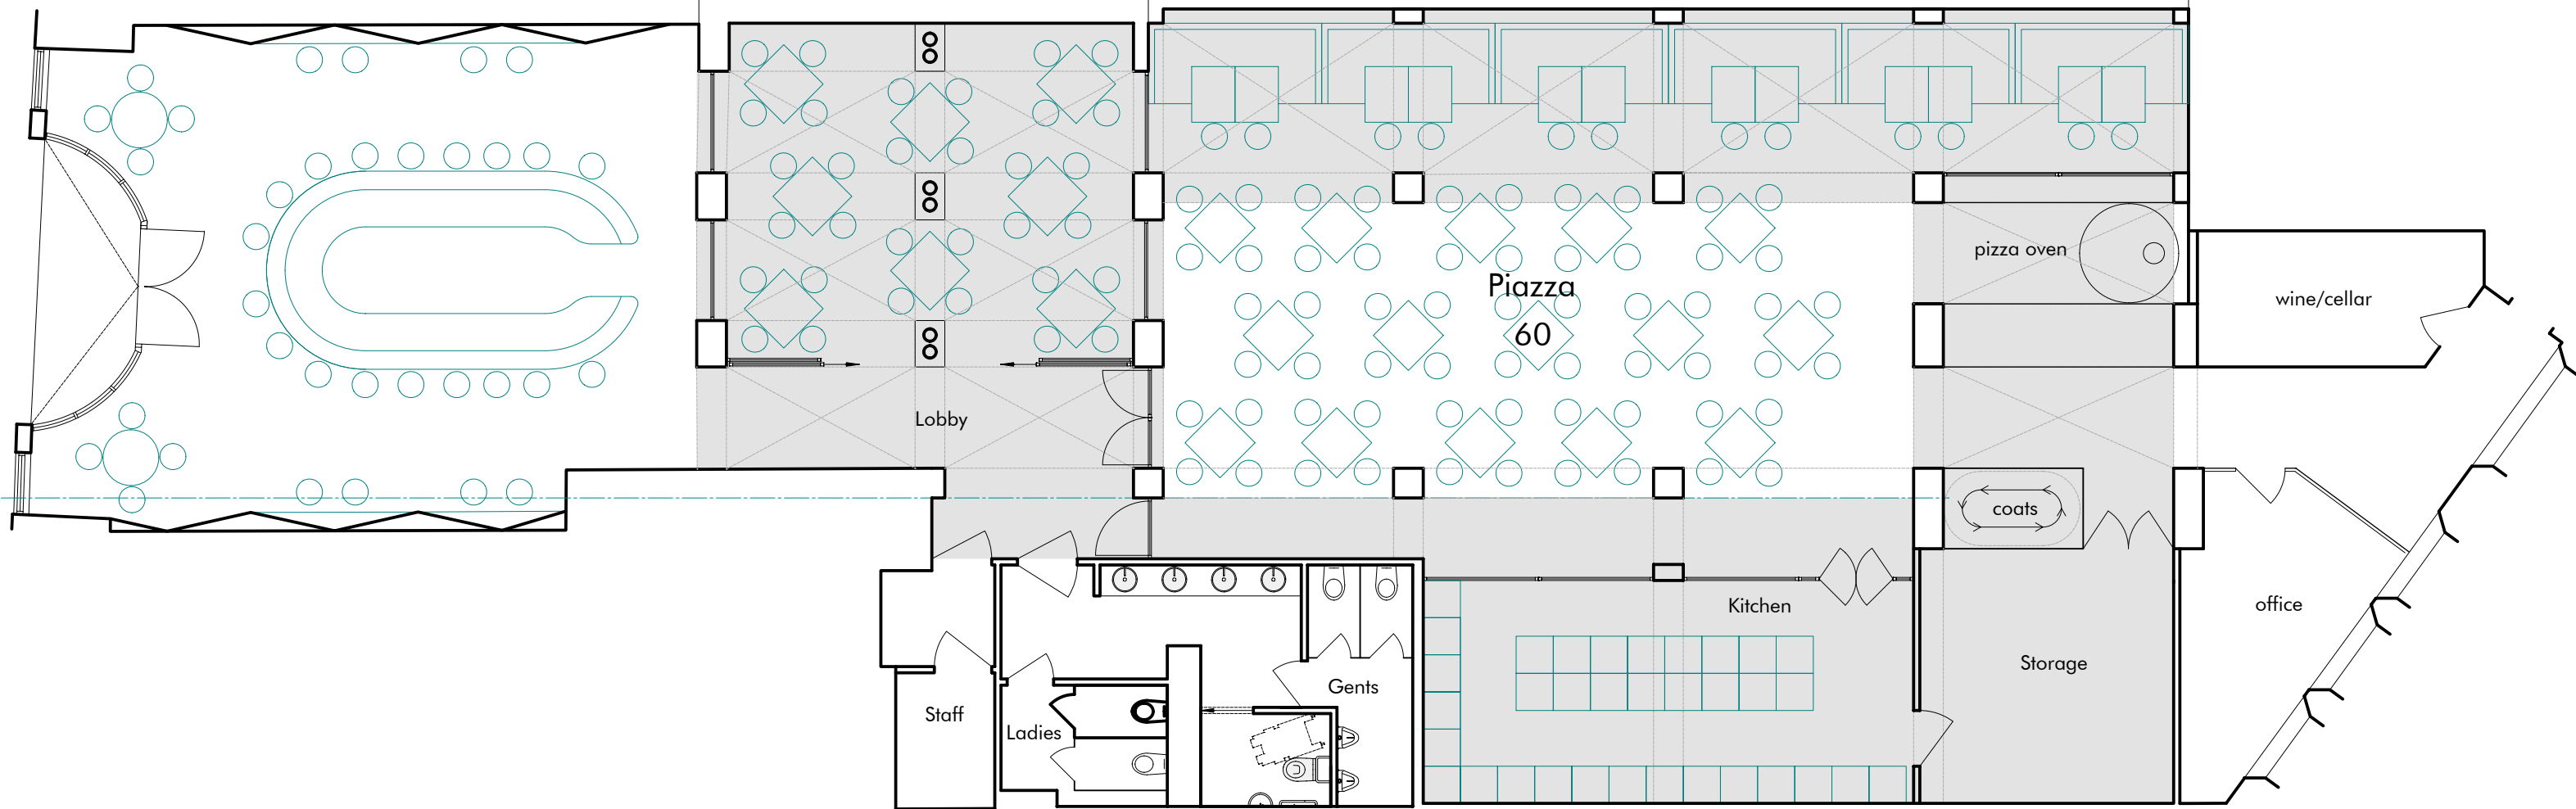 pizza oven
Piazza
60
wine/cellar
Lobby
coats
Kitchen
office
Storage
Gents
Staff
Ladies